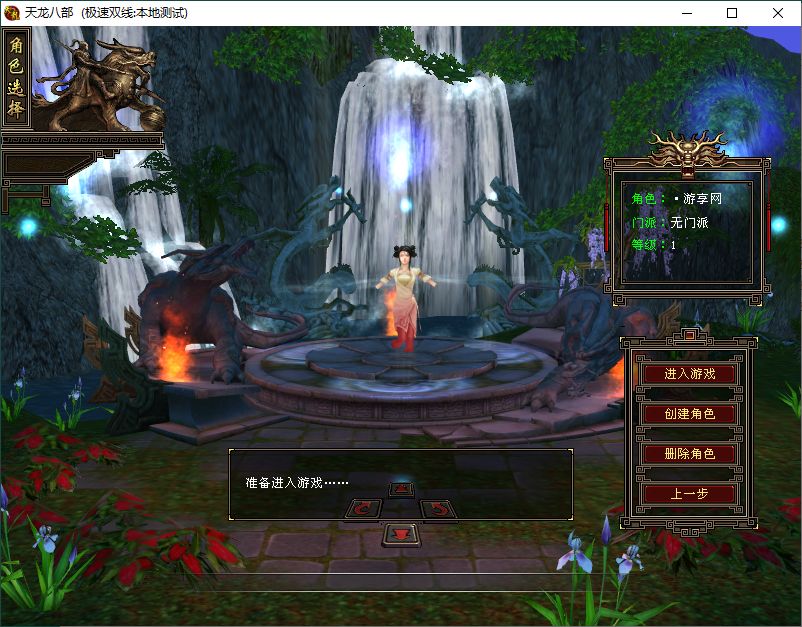 天龙八部 (极速双线:本地测试)
角色选择
角色：·游享网
门派：无门派
等级：1
进入游戏
创建角色
删除角色
上一步
准备进入游戏……